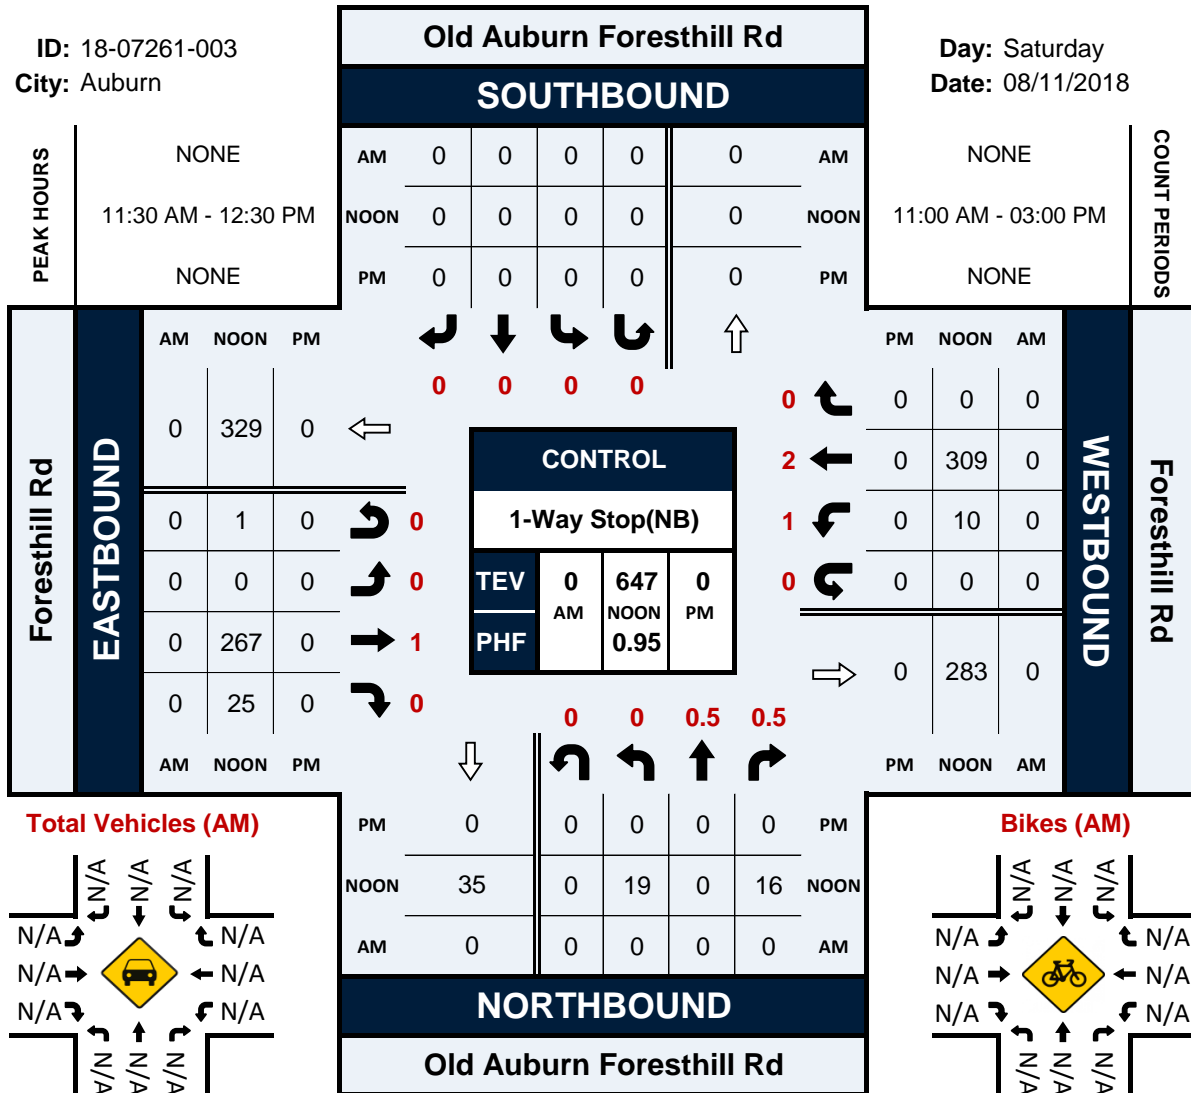 ID: 18-07261-003
City: Auburn
Old Auburn Foresthill Rd
SOUTHBOUND
Day: Saturday
Date: 08/11/2018
PEAK HOURS
NONE
11:30 AM - 12:30 PM
NONE
AM 0 0 0 0 0 AM
NOON 0 0 0 0 0 NOON
PM 0 0 0 0 0 PM
NONE
11:00 AM - 03:00 PM
NONE
COUNT PERIODS
0 0 0 0
Foresthill Rd
EASTBOUND
AM NOON PM
0 329 0
0 1 0 0
0 0 0 0
0 267 0 1
0 25 0 0
AM NOON PM
CONTROL
1-Way Stop(NB)
TEV 0 647 0
AM NOON PM
PHF 0.95
PM NOON AM
0 0 0 0
2 0 309 0
1 0 10 0
0 0 0 0
0 283 0
PM NOON AM
WESTBOUND
Foresthill Rd
0 0 0.5 0.5
PM 0 0 0 0 0 PM
NOON 35 0 19 0 16 NOON
AM 0 0 0 0 0 AM
NORTHBOUND
Old Auburn Foresthill Rd
Total Vehicles (AM)
N/A N/A N/A
N/A N/A
N/A N/A
N/A N/A
N/A N/A N/A
Bikes (AM)
N/A N/A N/A
N/A N/A
N/A N/A
N/A N/A
N/A N/A N/A